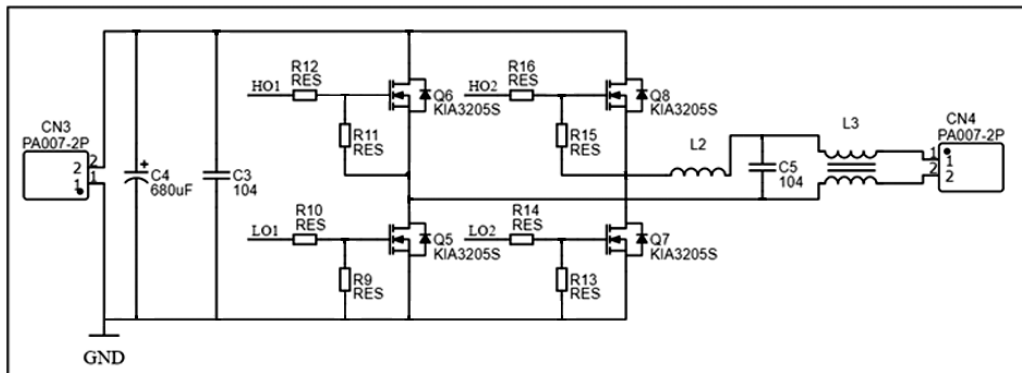 R12
RES
R16
RES
HO1
HO2
Q6
KIA3205S
Q8
KIA3205S
CN3
PA007-2P
2
1
2
1
+
C4
680uF
C3
104
R11
RES
R15
RES
L2
L3
C5
104
CN4
PA007-2P
1
2
1
2
R10
RES
R14
RES
LO1
LO2
Q5
KIA3205S
Q7
KIA3205S
R9
RES
R13
RES
GND